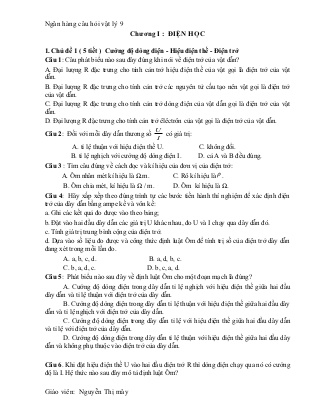 Ngân hàng câu hỏi vật lý 9
Chương I : ĐIỆN HỌC
1. Chủ đề 1 ( 5 tiết ) Cường độ dòng điện - Hiệu điện thế - Điện trở
Câu 1: Câu phát biểu nào sau đây đúng khi nói về điện trở của vật dẫn?
A. Đại lượng R đặc trưng cho tính cản trở hiệu điện thế của vật gọi là điện trở của vật
dẫn.
B. Đại lượng R đặc trưng cho tính cản trở các nguyên tử cấu tạo nên vật gọi là điện trở
của vật dẫn.
C. Đại lượng R đặc trưng cho tính cản trở dòng điện của vật dẫn gọi là điện trở của vật
dẫn.
D. Đại lượng R đặc trưng cho tính cản trở êlêctrôn của vật gọi là điện trở của vật dẫn.
Câu 2: Đối với mỗi dây dẫn thương số U/I có giá trị:
A. tỉ lệ thuận với hiệu điện thế U. C. không đổi.
B. tỉ lệ nghịch với cường độ dòng điện I. D. cả A và B đều đúng.
Câu 3: Tìm câu đúng về cách đọc và kí hiệu của đơn vị của điện trở:
A. Ôm nhân mét kí hiệu là Ωm. C. Rô kí hiệu là
B. Ôm chia mét, kí hiệu là Ω / m. D. Ôm kí hiệu là Ω.
Câu 4: Hãy xắp xếp theo đúng trình tự các bước tiến hành thí nghiệm để xác định điện
trở của dây dẫn bằng ampe kế và vôn kế:
a. Ghi các kết quả đo được vào theo bảng;
b. Đặt vào hai đầu dây dẫn các giá trị U khác nhau, đo U và I chạy qua dây dẫn đó.
c. Tính giá trị trung bình cộng của điện trở.
d. Dựa vào số liệu đo được và công thức định luật Ôm để tính trị số của điện trở dây dẫn
đang xét trong mỗi lần đo.
A. a, b, c, d. B. a, d, b, c.
C. b, a, d, c. D. b, c, a, d.
Câu 5: Phát biểu nào sau đây về định luật Ôm cho một đoạn mạch là đúng?
A. Cường độ dòng điện trong dây dẫn tỉ lệ nghịch với hiệu điện thế giữa hai đầu
dây dẫn và tỉ lệ thuận với điện trở của dây dẫn.
B. Cường độ dòng điện trong dây dẫn tỉ lệ thuận với hiệu điện thế giữa hai đầu dây
dẫn và tỉ lệ nghịch với điện trở của dây dẫn.
C. Cường độ dòng điện trong dây dẫn tỉ lệ với hiệu điện thế giữa hai đầu dây dẫn
và tỉ lệ với điện trở của dây dẫn.
D. Cường độ dòng điện trong dây dẫn tỉ lệ thuận với hiệu điện thế giữa hai đầu dây
dẫn và không phụ thuộc vào điện trở của dây dẫn.
Câu 6. Khi đặt hiệu điện thế U vào hai đầu điện trở R thì dòng điện chạy qua nó có cường
độ là I. Hệ thức nào sau đây mô tả định luật Ôm?
Giáo viên: Nguyễn Thị mây